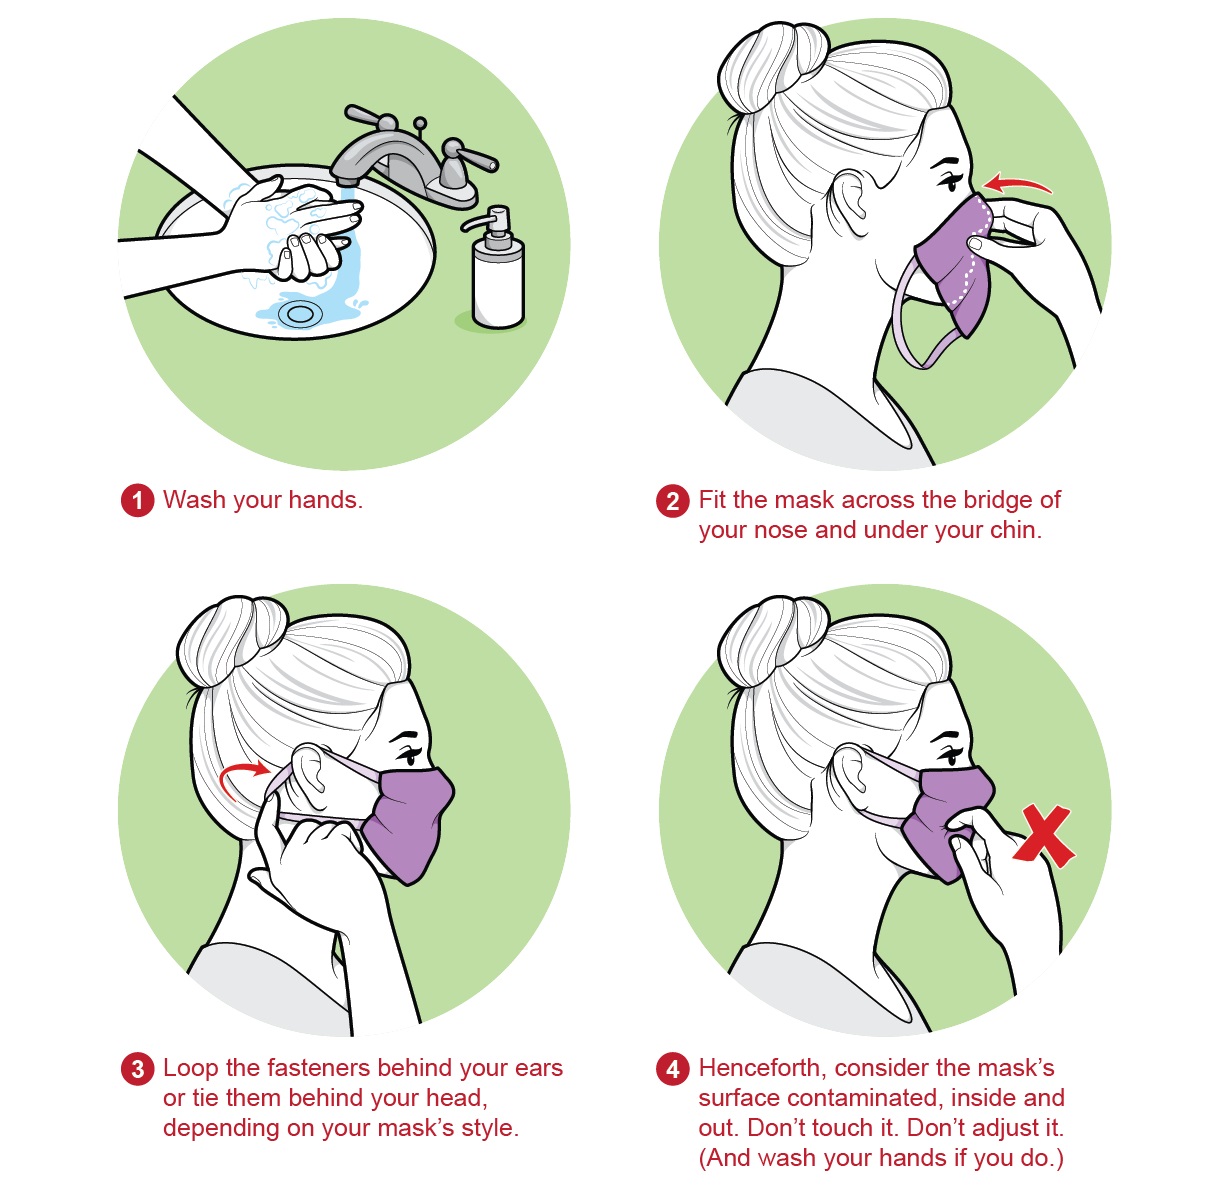 1 Wash your hands.
2 Fit the mask across the bridge of
your nose and under your chin.
3 Loop the fasteners behind your ears
or tie them behind your head,
depending on your mask’s style.
4 Henceforth, consider the mask’s
surface contaminated, inside and
out. Don’t touch it. Don’t adjust it.
(And wash your hands if you do.)